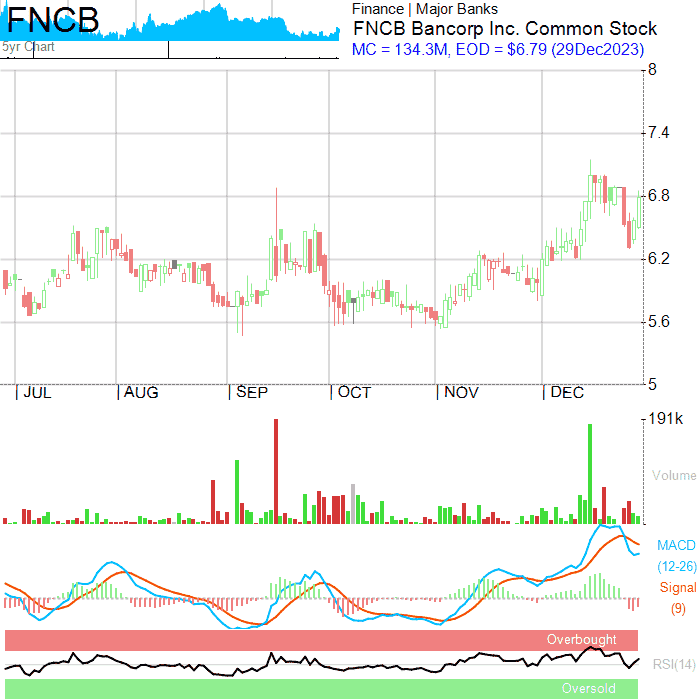 FNCB
5yr Chart
Finance | Major Banks
FNCB Bancorp Inc. Common Stock
MC = 134.3M, EOD = $6.79 (29Dec2023)
8
7.4
6.8
6.2
5.6
5
|JUL |AUG |SEP |OCT |NOV |DEC
191k
Volume
MACD
(12-26)
Signal
(9)
Overbought
RSI(14)
Oversold